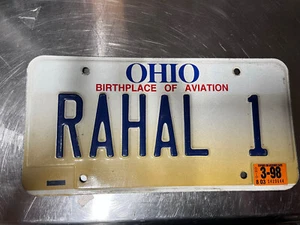 OHIO
BIRTHPLACE OF AVIATION
RAHAL 1
3-98